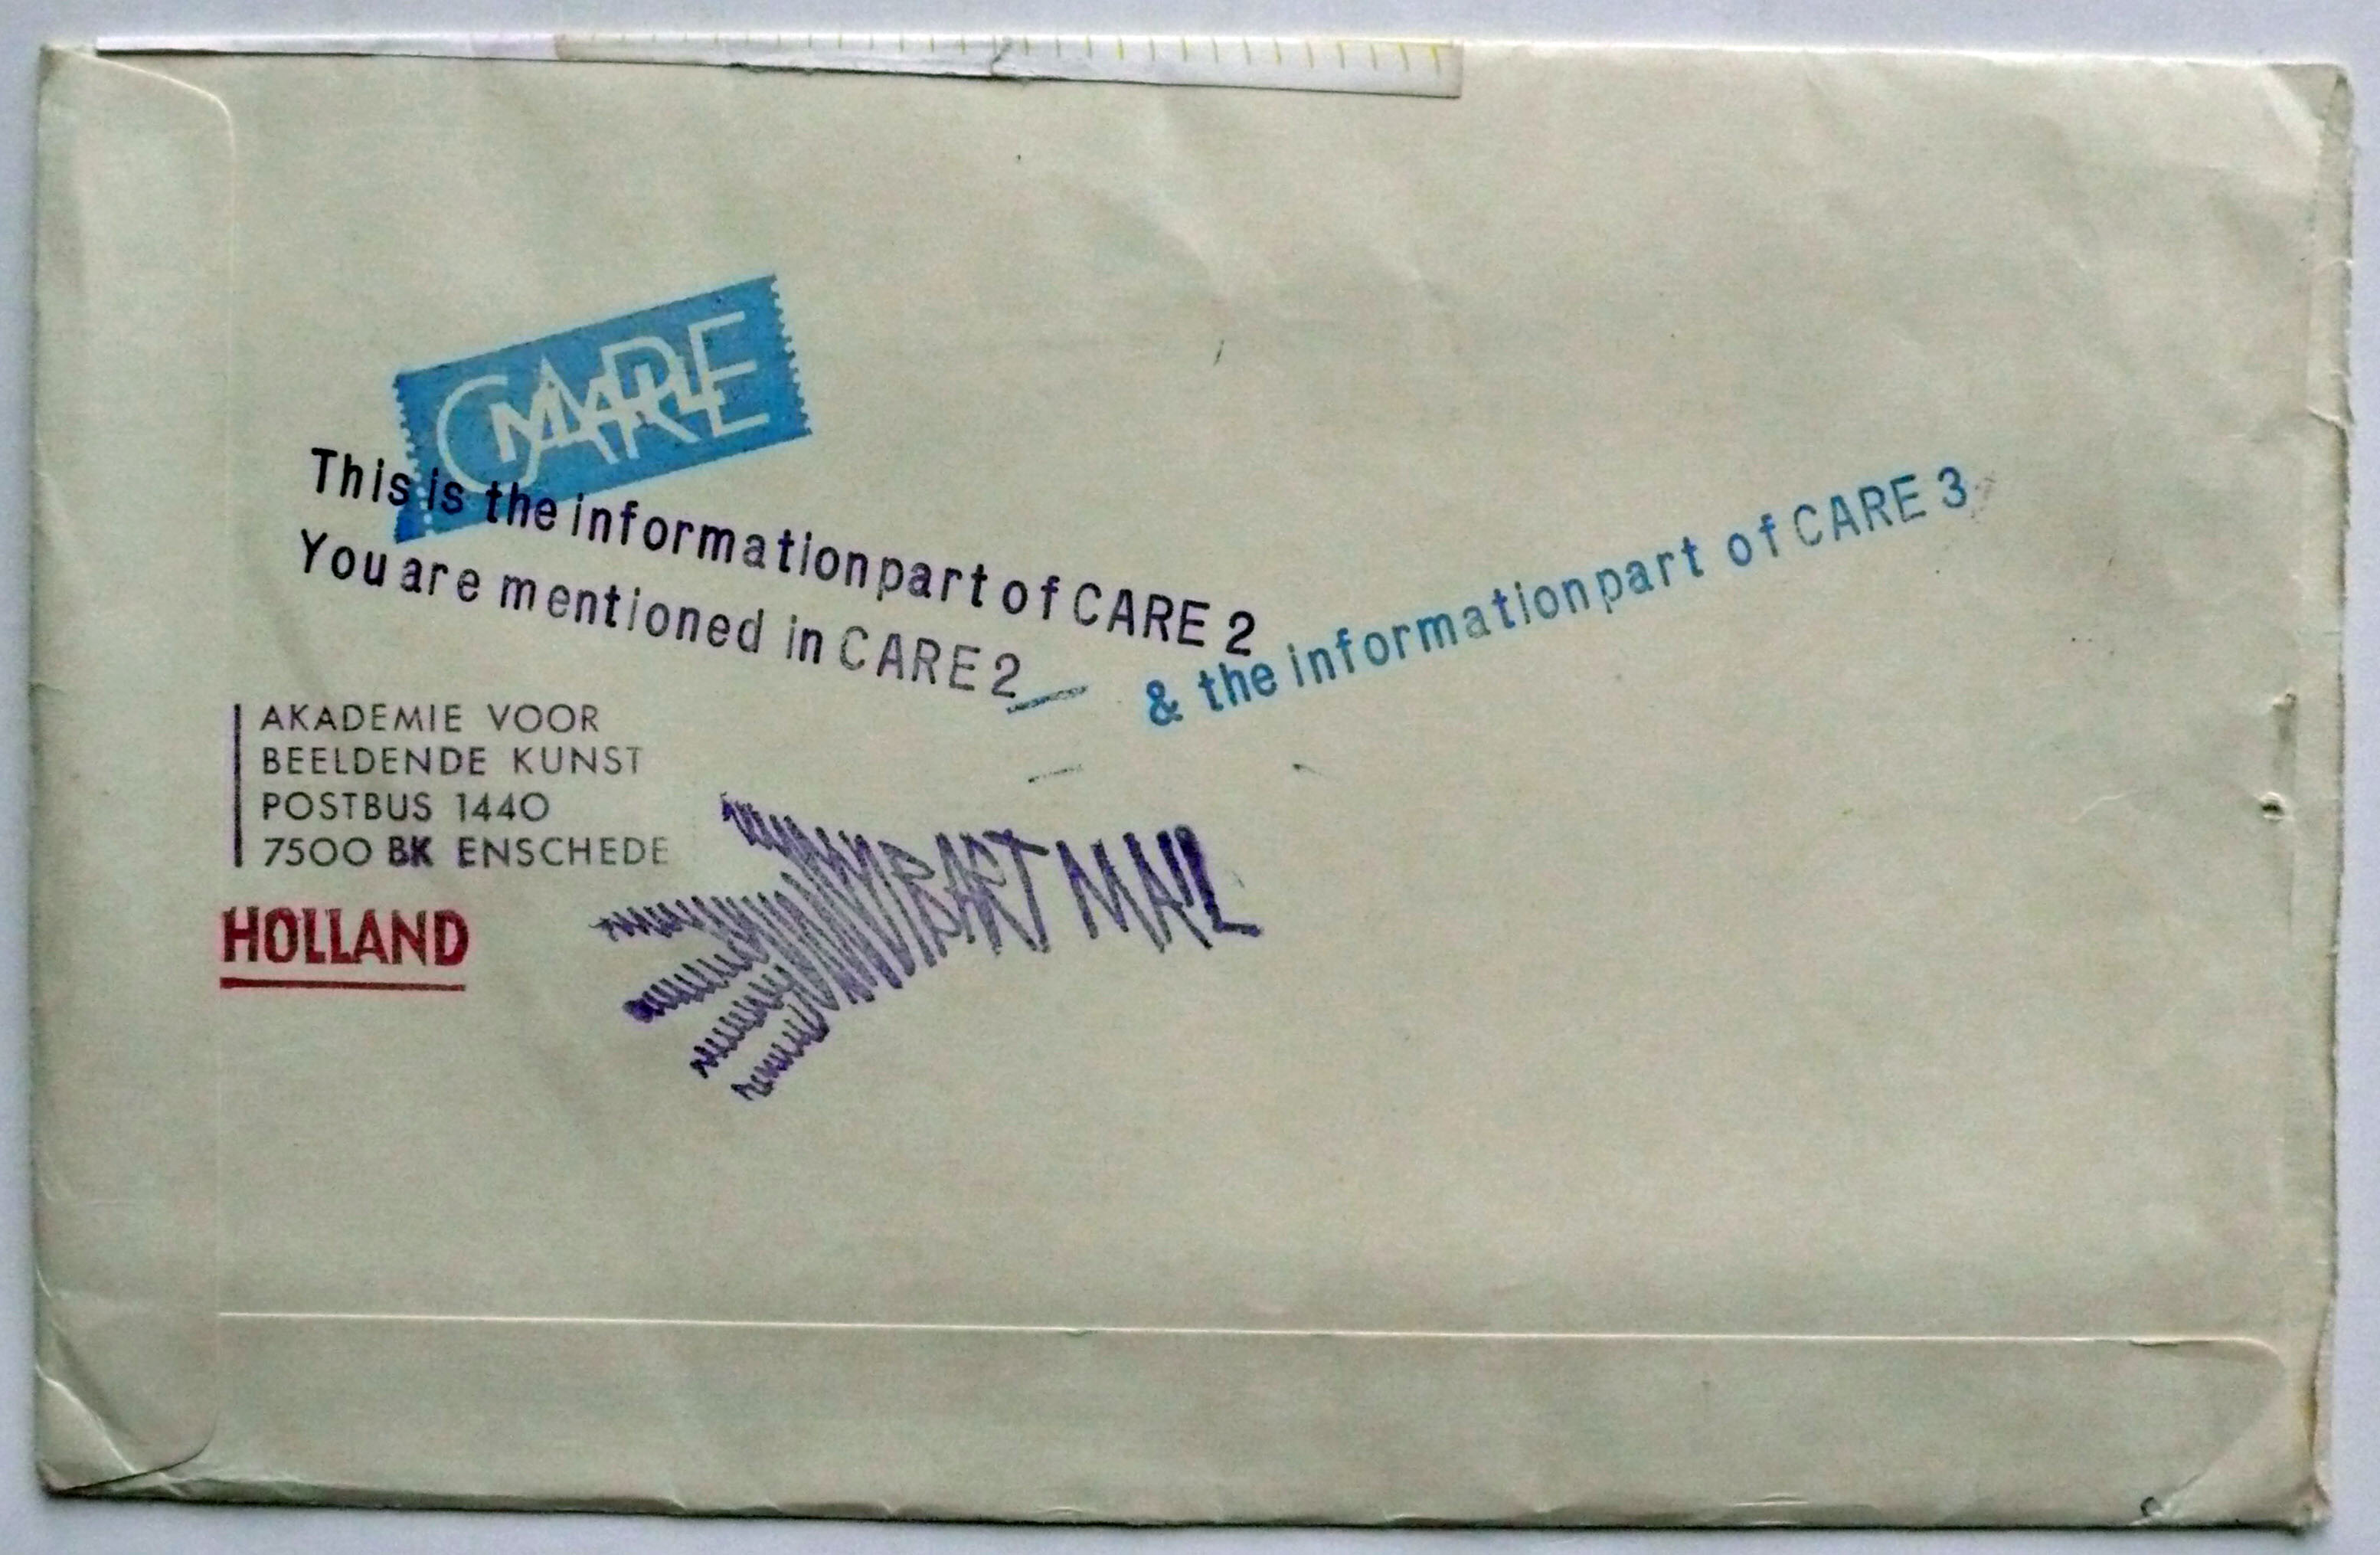 CARE
MAIL
This is the informationpart of CARE 2
You are mentioned in CARE 2
& the informationpart of CARE 3
AKADEMIE VOOR
BEELDENDE KUNST
POSTBUS 1440
7500 BK ENSCHEDE
HOLLAND
ART MAIL